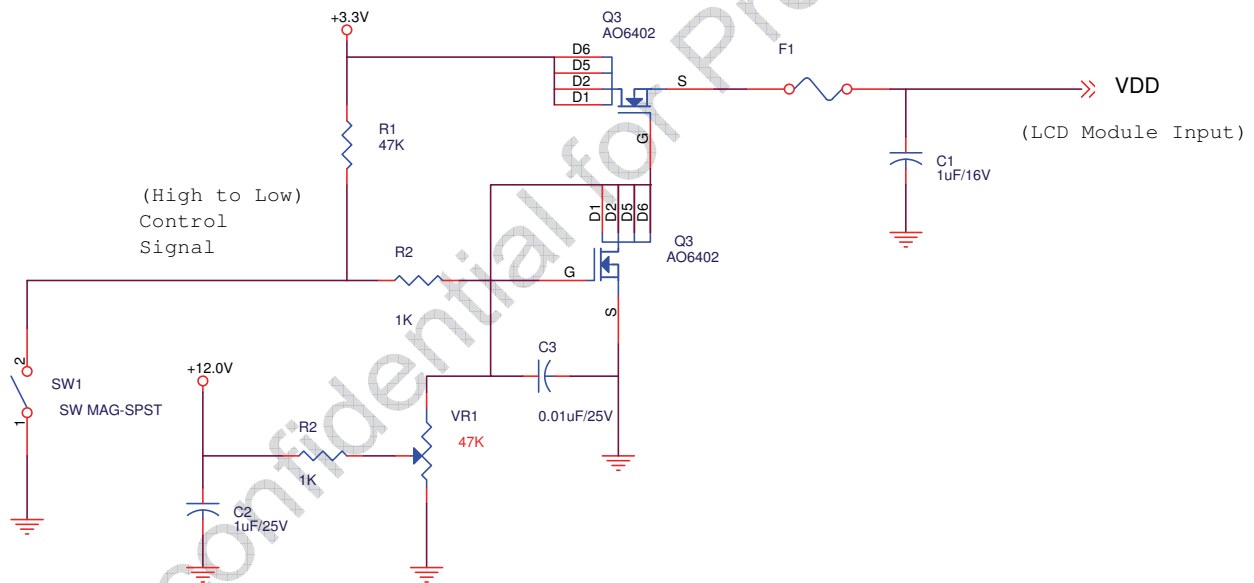 +3.3V
Q3
AO6402
D6
D5
D2
D1
S
G
F1
VDD
(LCD Module Input)
R1
47K
C1
1uF/16V
(High to Low)
Control
Signal
D1
D2
D5
D6
Q3
AO6402
R2
G
1K
S
2
SW1
SW MAG-SPST
1
+12.0V
C3
0.01uF/25V
VR1
47K
R2
1K
C2
1uF/25V
confidential for Pr